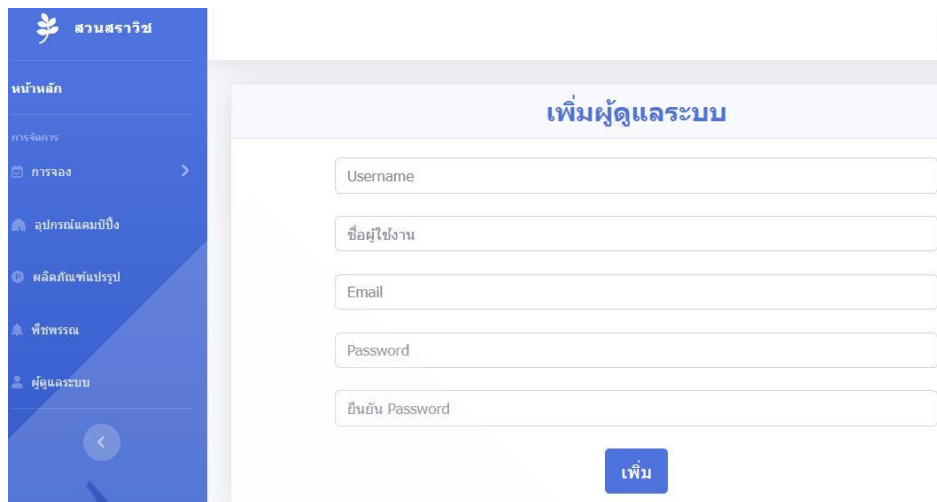 สวนสราวิช
หน้าหลัก
การจัดการ
การจอง
อุปกรณ์แคมป์ปิ้ง
ผลิตภัณฑ์แปรรูป
พืชพรรณ
ผู้ดูแลระบบ
เพิ่มผู้ดูแลระบบ
Username
ชื่อผู้ใช้งาน
Email
Password
ยืนยัน Password
เพิ่ม